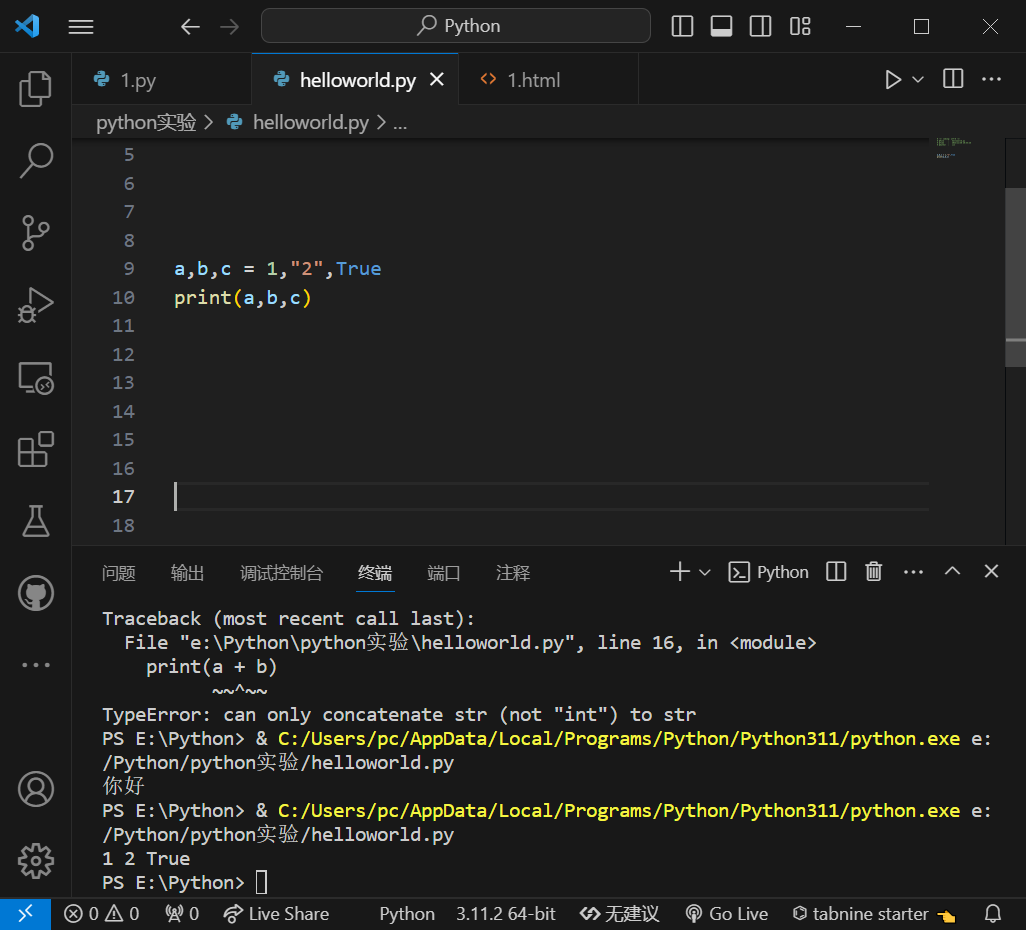 Python
1.py
helloworld.py
1.html
python实验 > helloworld.py > ...
5
6
7
8
9 a,b,c = 1,"2",True
10 print(a,b,c)
11
12
13
14
15
16
17
18
问题 输出 调试控制台 终端 端口 注释 Python
Traceback (most recent call last):
File "e:\Python\python实验\helloworld.py", line 16, in <module>
print(a + b)
~~^~~
TypeError: can only concatenate str (not "int") to str
PS E:\Python> & C:/Users/pc/AppData/Local/Programs/Python/Python311/python.exe e:
/Python/python实验/helloworld.py
你好
PS E:\Python> & C:/Users/pc/AppData/Local/Programs/Python/Python311/python.exe e:
/Python/python实验/helloworld.py
1 2 True
PS E:\Python>
0 0 0 Live Share Python 3.11.2 64-bit 无建议 Go Live tabnine starter